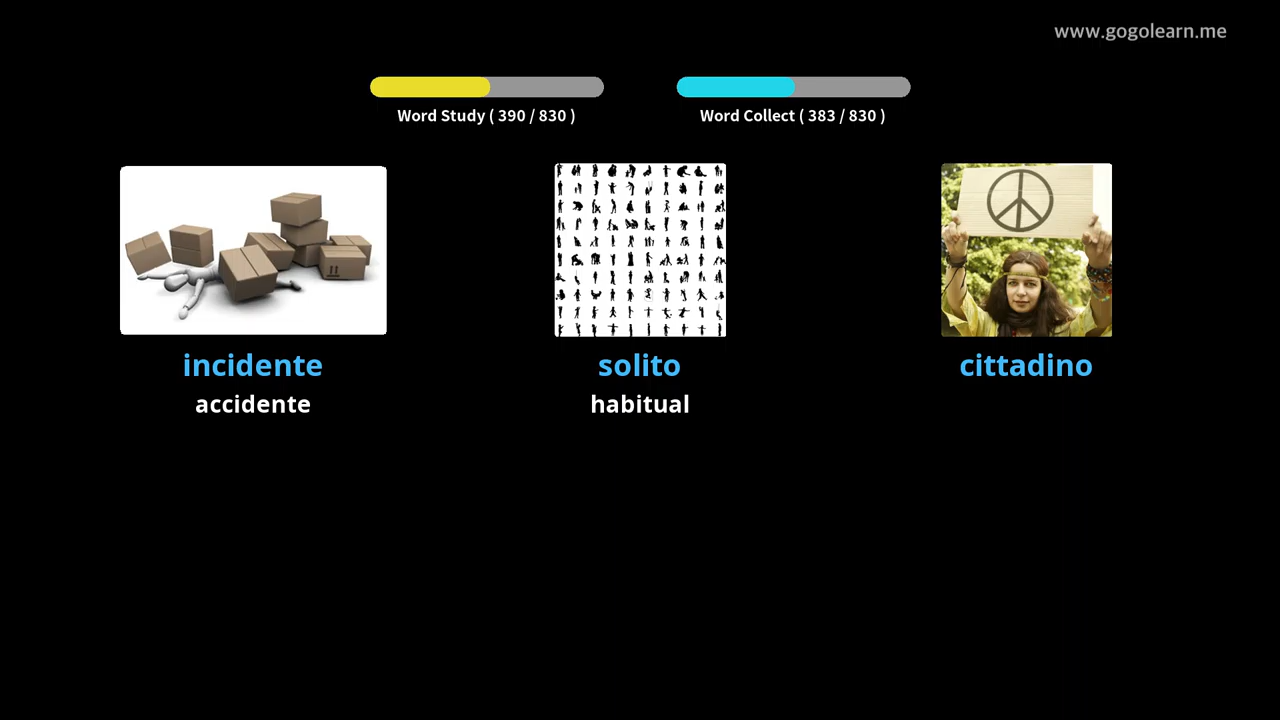 www.gogolearn.me
Word Study ( 390 / 830 )
Word Collect ( 383 / 830 )
incidente
accidente
solito
habitual
cittadino